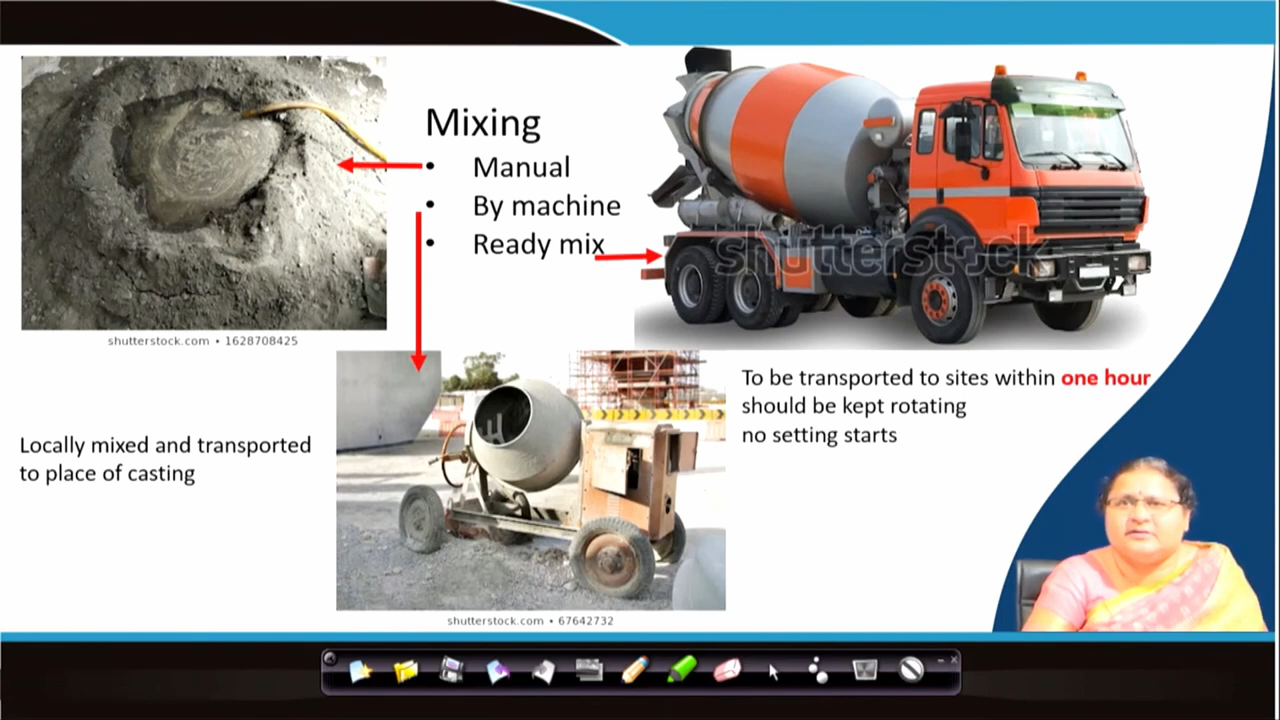 Mixing
• Manual
• By machine
• Ready mix
shutterstock
shutterstock.com • 1628708425
To be transported to sites within one hour
should be kept rotating
no setting starts
Locally mixed and transported
to place of casting
shutterstock.com • 67642732